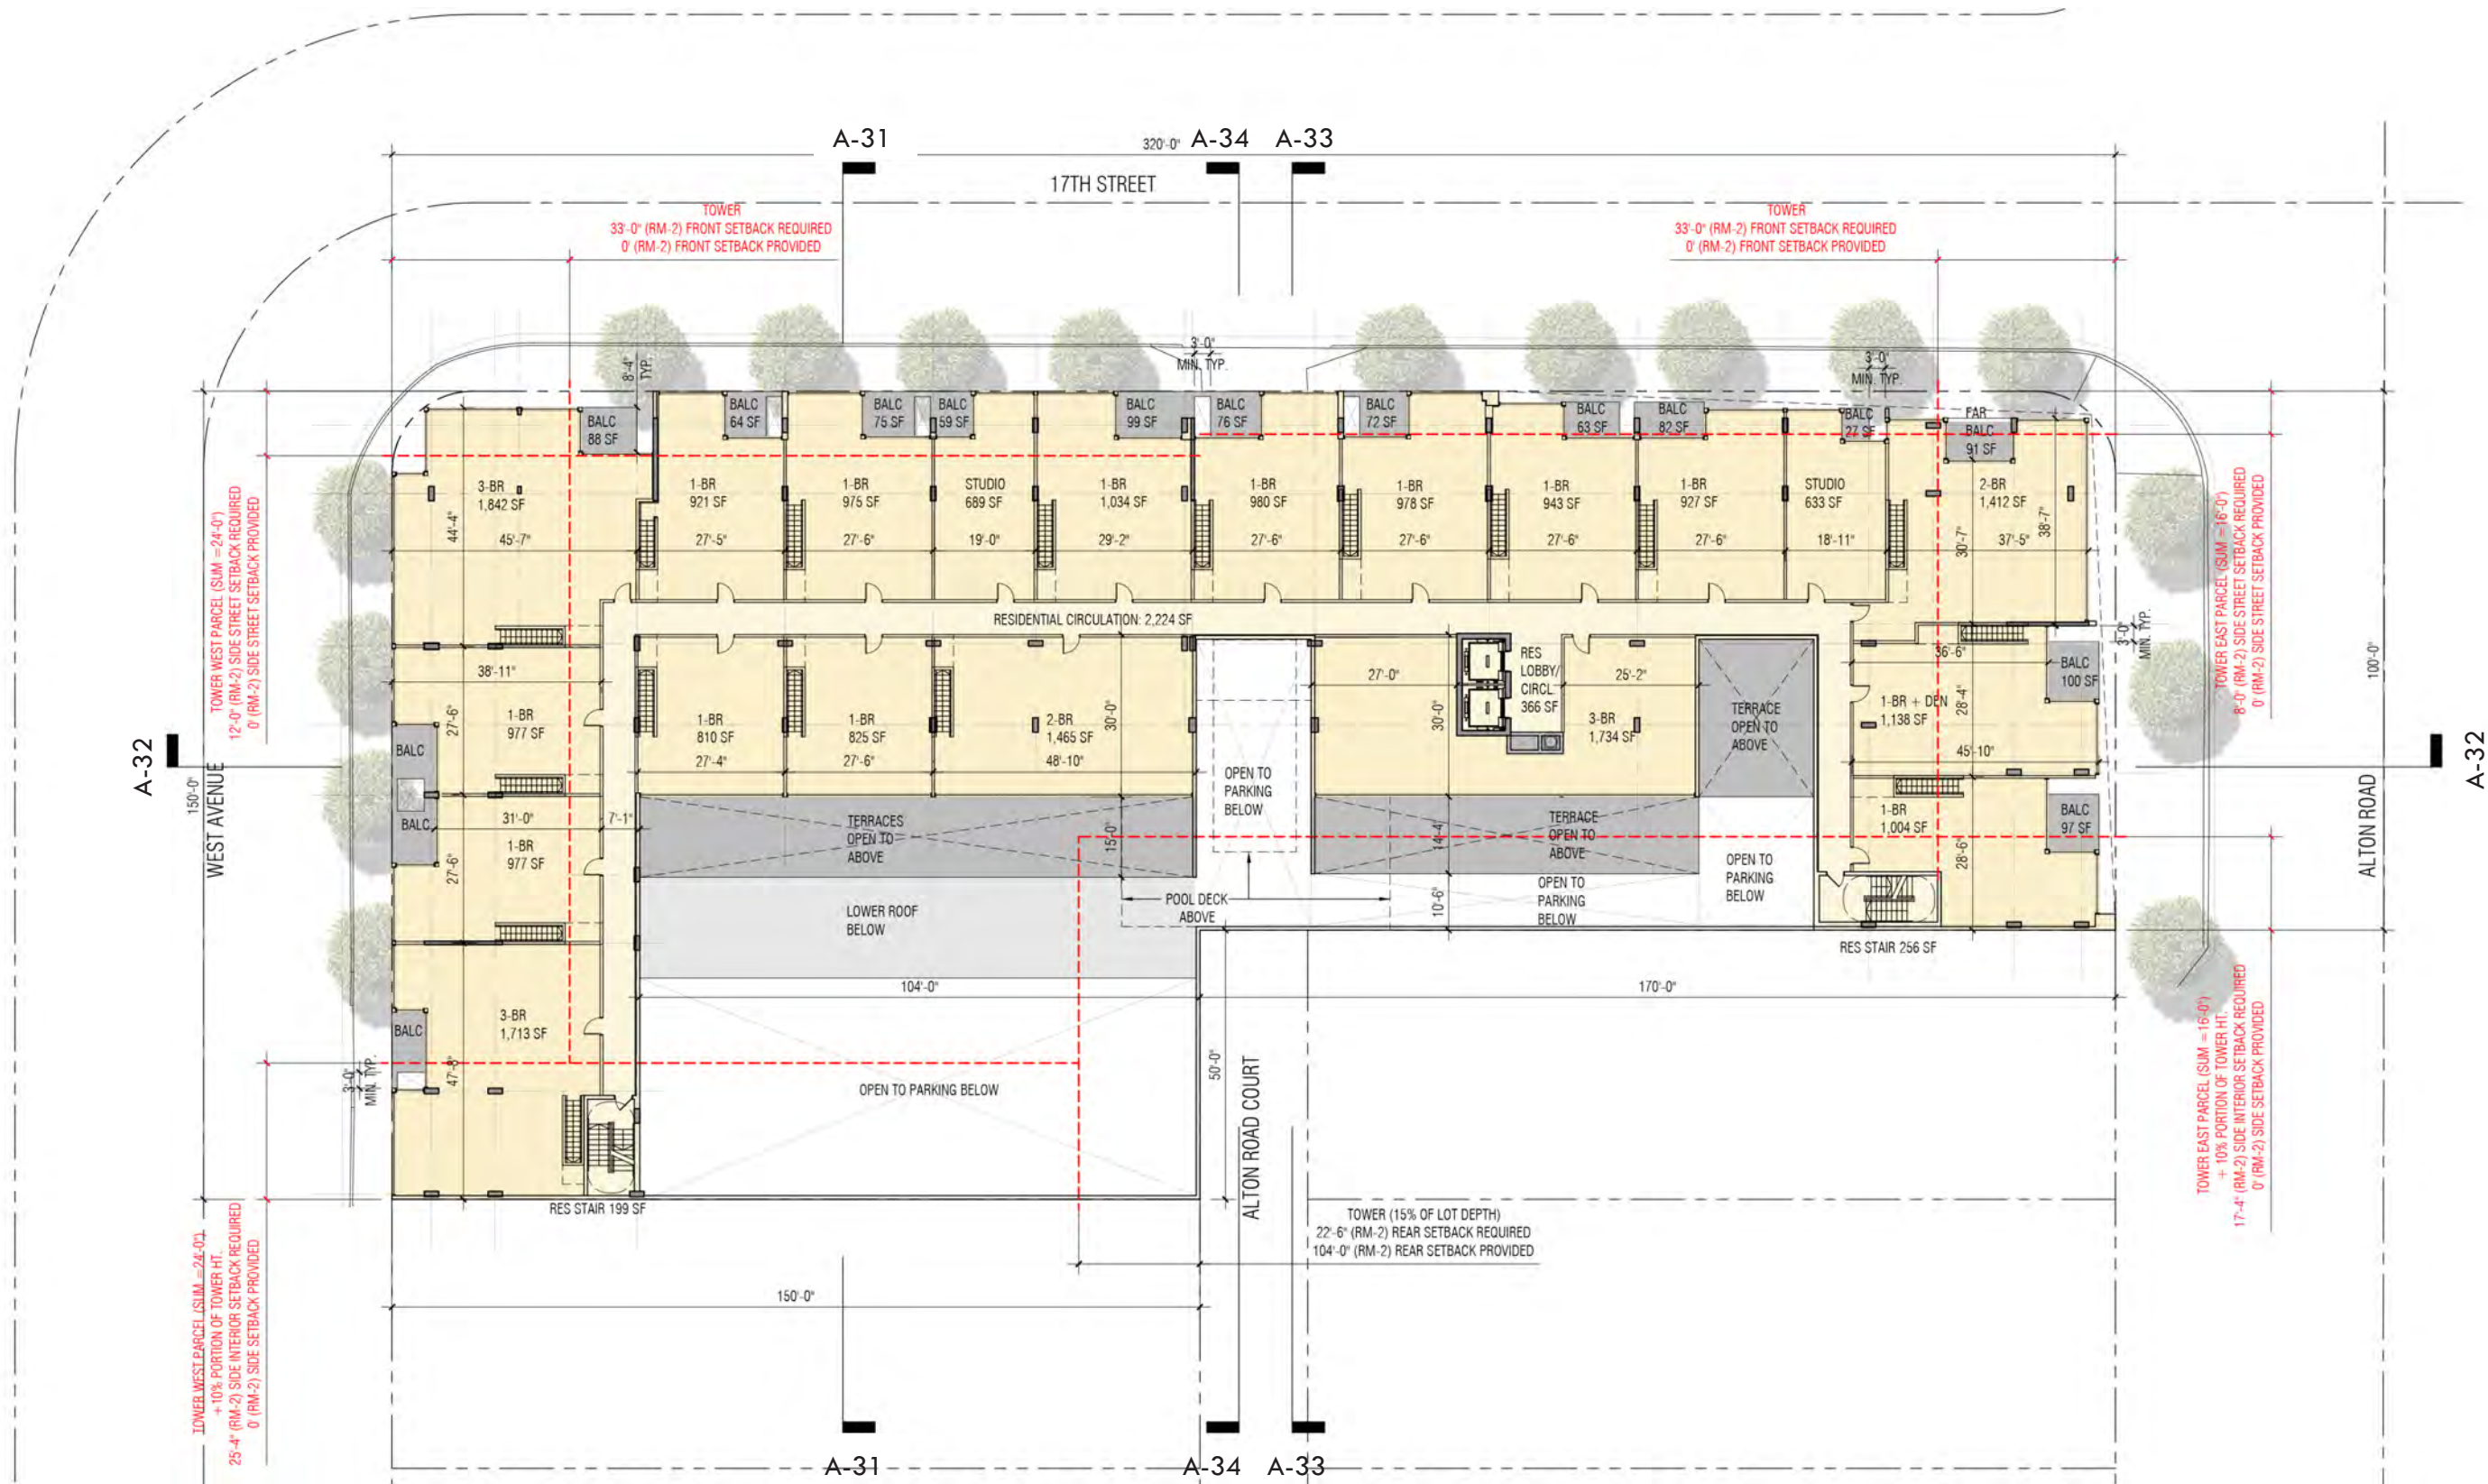 A-31
320'-0"
A-34
A-33
17TH STREET
TOWER
33'-0" (RM-2) FRONT SETBACK REQUIRED
0' (RM-2) FRONT SETBACK PROVIDED
TOWER
33'-0" (RM-2) FRONT SETBACK REQUIRED
0' (RM-2) FRONT SETBACK PROVIDED
8'-4"
TYP.
3'-0"
MIN. TYP.
3'-0"
MIN. TYP.
BALC
88 SF
BALC
64 SF
BALC
75 SF
BALC
59 SF
BALC
99 SF
BALC
76 SF
BALC
72 SF
BALC
63 SF
BALC
82 SF
BALC
27 SF
FAR
BALC
91 SF
3-BR
1,842 SF
1-BR
921 SF
1-BR
975 SF
STUDIO
689 SF
1-BR
1,034 SF
1-BR
980 SF
1-BR
978 SF
1-BR
943 SF
1-BR
927 SF
STUDIO
633 SF
2-BR
1,412 SF
44'-4"
45'-7"
27'-5"
27'-6"
19'-0"
29'-2"
27'-6"
27'-6"
27'-6"
27'-6"
18'-11"
30'-7"
37'-5"
38'-7"
TOWER WEST PARCEL (SUM =24'-0")
12'-0" (RM-2) SIDE STREET SETBACK REQUIRED
0' (RM-2) SIDE STREET SETBACK PROVIDED
TOWER EAST PARCEL (SUM =16'-0")
8'-0" (RM-2) SIDE STREET SETBACK REQUIRED
0' (RM-2) SIDE STREET SETBACK PROVIDED
RESIDENTIAL CIRCULATION: 2,224 SF
3'-0"
MIN. TYP.
100'-0"
38'-11"
27'-6"
1-BR
977 SF
BALC
1-BR
810 SF
27'-4"
1-BR
825 SF
27'-6"
2-BR
1,465 SF
48'-10"
30'-0"
OPEN TO
PARKING
BELOW
27'-0"
30'-0"
RES
LOBBY/
CIRCL.
366 SF
25'-2"
3-BR
1,734 SF
TERRACE
OPEN TO
ABOVE
36'-6"
1-BR + DEN
1,138 SF
28'-4"
45'-10"
BALC
100 SF
A-32
150'-0"
WEST AVENUE
A-32
ALTON ROAD
BALC
31'-0"
7'-1"
1-BR
977 SF
27'-6"
TERRACES
OPEN TO
ABOVE
15'-0"
TERRACE
OPEN TO
ABOVE
14'-4"
1-BR
1,004 SF
28'-6"
BALC
97 SF
LOWER ROOF
BELOW
POOL DECK
ABOVE
10'-6"
OPEN TO
PARKING
BELOW
OPEN TO
PARKING
BELOW
RES STAIR 256 SF
104'-0"
170'-0"
3-BR
1,713 SF
BALC
47'-8"
3'-0"
MIN. TYP.
OPEN TO PARKING BELOW
50'-0"
ALTON ROAD COURT
RES STAIR 199 SF
TOWER (15% OF LOT DEPTH)
22'-6" (RM-2) REAR SETBACK REQUIRED
104'-0" (RM-2) REAR SETBACK PROVIDED
TOWER EAST PARCEL (SUM =16'-0")
+ 10% PORTION OF TOWER HT.
17'-4" (RM-2) SIDE INTERIOR SETBACK REQUIRED
0' (RM-2) SIDE SETBACK PROVIDED
TOWER WEST PARCEL (SUM =24'-0")
+ 10% PORTION OF TOWER HT.
25'-4" (RM-2) SIDE INTERIOR SETBACK REQUIRED
0' (RM-2) SIDE SETBACK PROVIDED
150'-0"
A-31
A-34
A-33